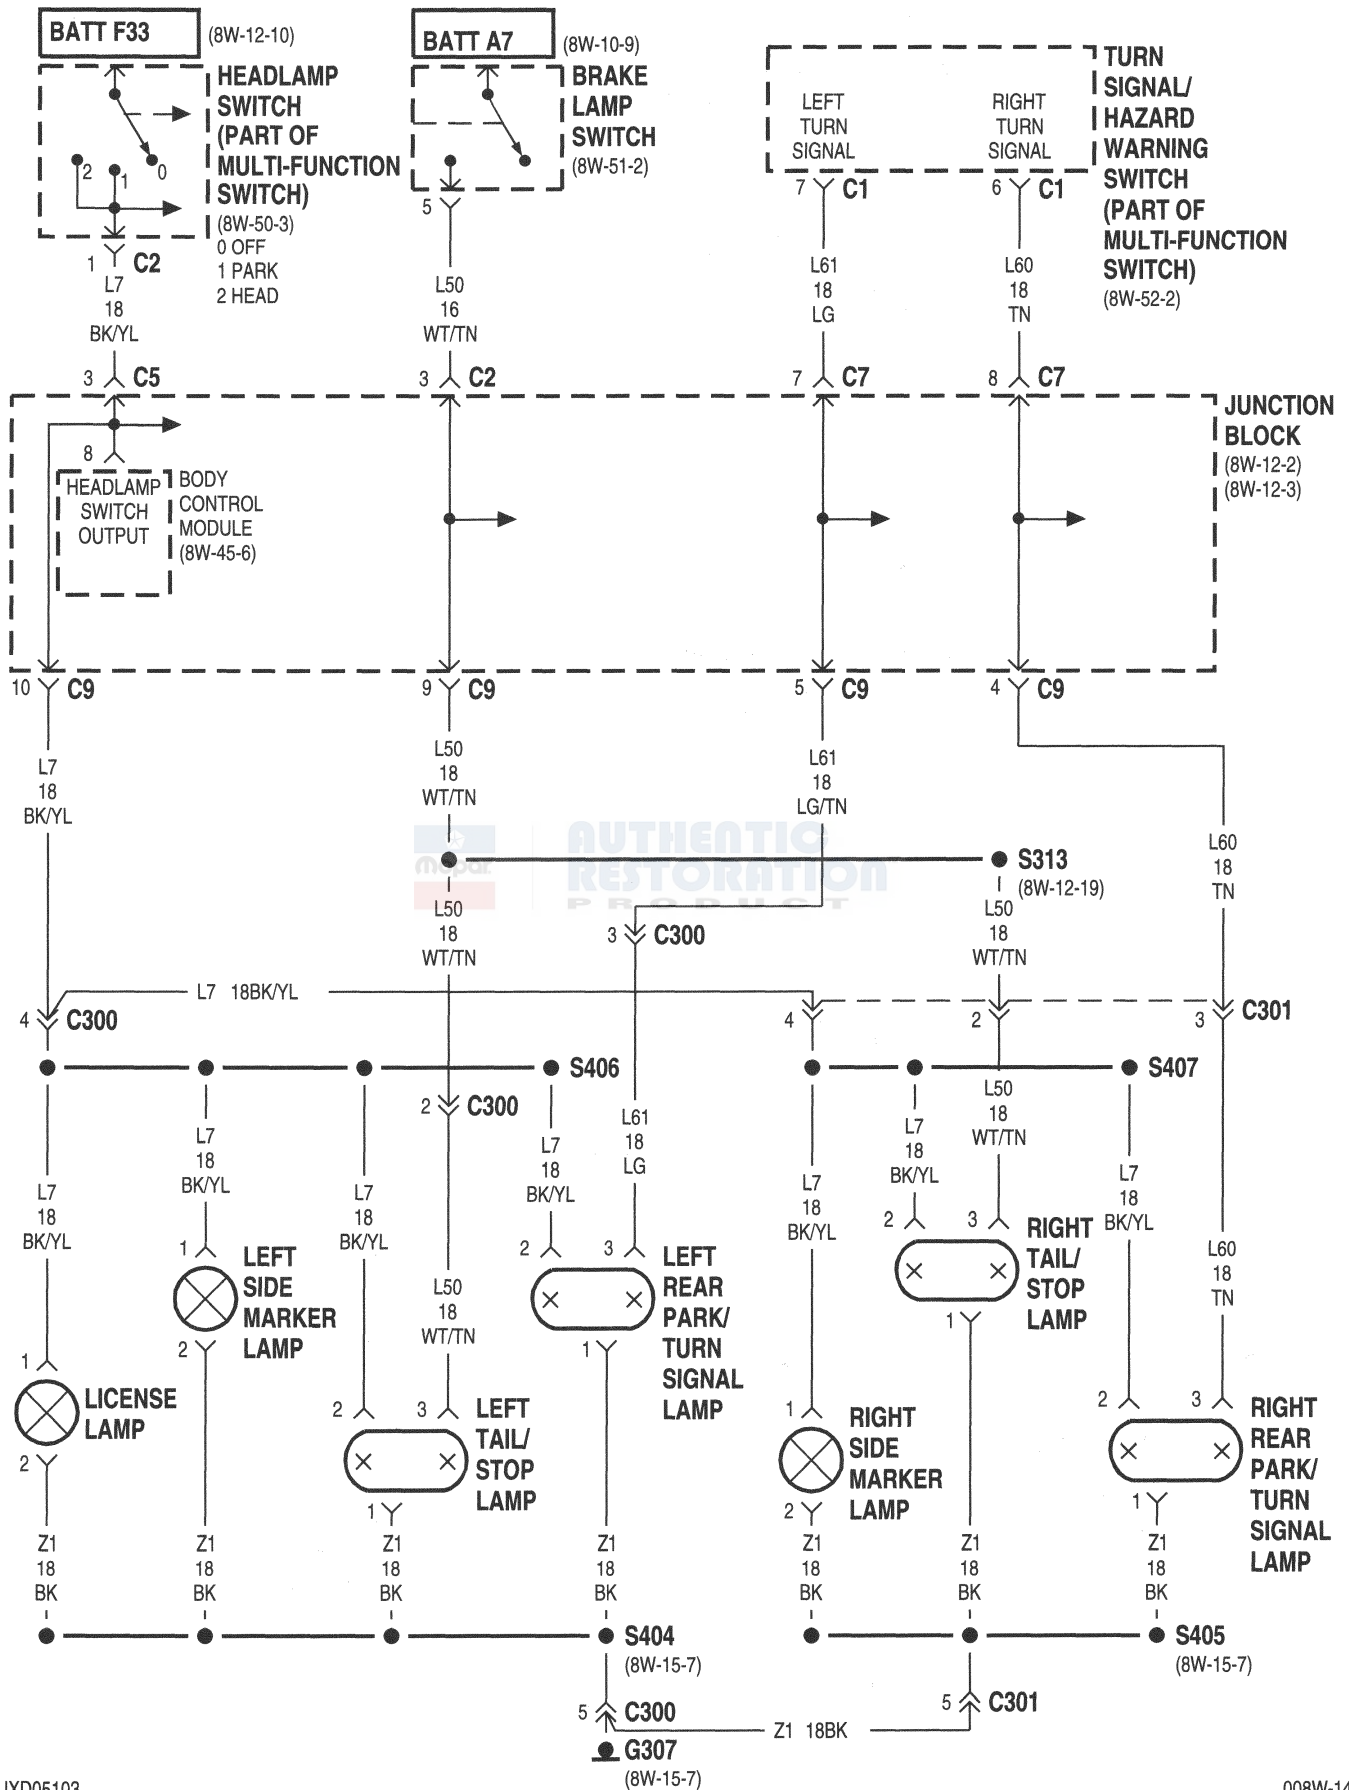 BATT F33
(8W-12-10)
BATT A7
(8W-10-9)
HEADLAMP
SWITCH
(PART OF
MULTI-FUNCTION
SWITCH)
(8W-50-3)
0 OFF
1 PARK
2 HEAD
2
1
0
BRAKE
LAMP
SWITCH
(8W-51-2)
LEFT
TURN
SIGNAL
RIGHT
TURN
SIGNAL
TURN
SIGNAL/
HAZARD
WARNING
SWITCH
(PART OF
MULTI-FUNCTION
SWITCH)
(8W-52-2)
1 C2
5
7 C1
6 C1
L7
18
BK/YL
L50
16
WT/TN
L61
18
LG
L60
18
TN
3 C5
3 C2
7 C7
8 C7
JUNCTION
BLOCK
(8W-12-2)
(8W-12-3)
8
HEADLAMP
SWITCH
OUTPUT
BODY
CONTROL
MODULE
(8W-45-6)
10 C9
9 C9
5 C9
4 C9
L7
18
BK/YL
L50
18
WT/TN
L61
18
LG/TN
L60
18
TN
mopar
AUTHENTIC
RESTORATION
PRODUCT
S313
(8W-12-19)
L50
18
WT/TN
3 C300
L50
18
WT/TN
L7 18BK/YL
4 C300
4
2
3 C301
S406
S407
2 C300
L7
18
BK/YL
L7
18
BK/YL
L7
18
BK/YL
L7
18
BK/YL
L61
18
LG
L7
18
BK/YL
L7
18
BK/YL
L50
18
WT/TN
L7
18
BK/YL
L60
18
TN
L50
18
WT/TN
1
LEFT
SIDE
MARKER
LAMP
2
2
3
LEFT
REAR
PARK/
TURN
SIGNAL
LAMP
1
2
3
RIGHT
TAIL/
STOP
LAMP
1
1
LICENSE
LAMP
2
2
3
LEFT
TAIL/
STOP
LAMP
1
1
RIGHT
SIDE
MARKER
LAMP
2
2
3
RIGHT
REAR
PARK/
TURN
SIGNAL
LAMP
1
Z1
18
BK
Z1
18
BK
Z1
18
BK
Z1
18
BK
Z1
18
BK
Z1
18
BK
Z1
18
BK
S404
(8W-15-7)
S405
(8W-15-7)
5 C300
5 C301
Z1 18BK
G307
(8W-15-7)